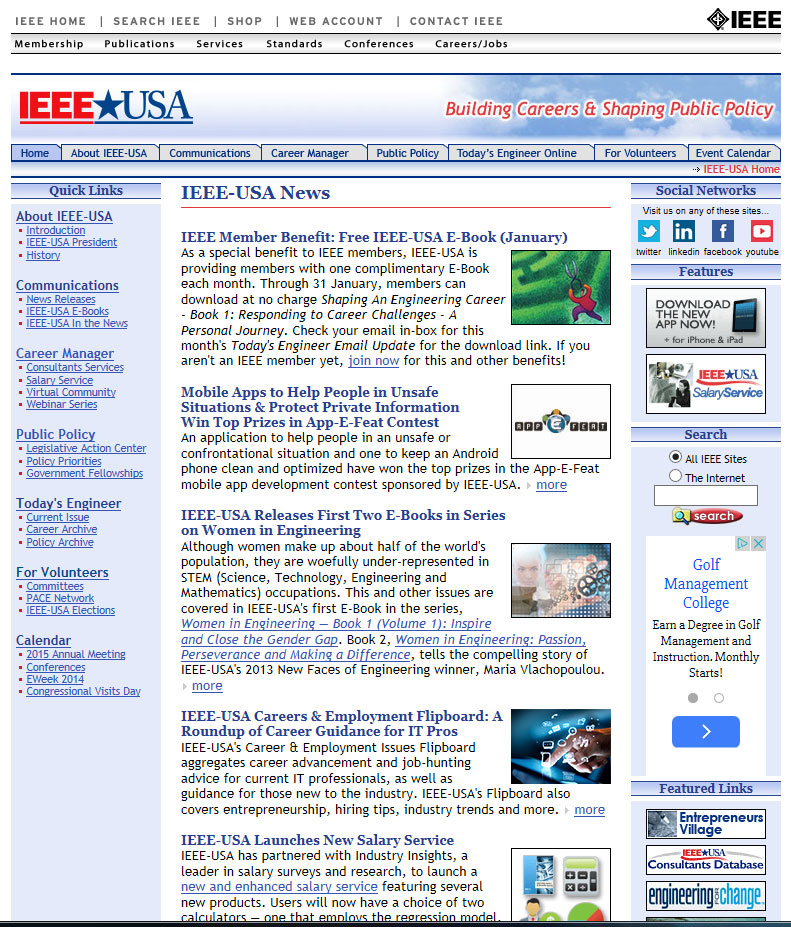 IEEE HOME | SEARCH IEEE | SHOP | WEB ACCOUNT | CONTACT IEEE
IEEE
Membership Publications Services Standards Conferences Careers/Jobs
IEEE★USA
Building Careers & Shaping Public Policy
Home About IEEE-USA Communications Career Manager Public Policy Today's Engineer Online For Volunteers Event Calendar
IEEE-USA Home
Quick Links
About IEEE-USA
Introduction
IEEE-USA President
History
Communications
News Releases
IEEE-USA E-Books
IEEE-USA In the News
Career Manager
Consultants Services
Salary Service
Virtual Community
Webinar Series
Public Policy
Legislative Action Center
Policy Priorities
Government Fellowships
Today's Engineer
Current Issue
Career Archive
Policy Archive
For Volunteers
Committees
PACE Network
IEEE-USA Elections
Calendar
2015 Annual Meeting
Conferences
EWeek 2014
Congressional Visits Day
IEEE-USA News
IEEE Member Benefit: Free IEEE-USA E-Book (January)
As a special benefit to IEEE members, IEEE-USA is
providing members with one complimentary E-Book
each month. Through 31 January, members can
download at no charge Shaping An Engineering Career
- Book 1: Responding to Career Challenges - A
Personal Journey. Check your email in-box for this
month's Today's Engineer Email Update for the download link. If you
aren't an IEEE member yet, join now for this and other benefits!
Mobile Apps to Help People in Unsafe
Situations & Protect Private Information
Win Top Prizes in App-E-Feat Contest
APP E FEAT
An application to help people in an unsafe or
confrontational situation and one to keep an Android
phone clean and optimized have won the top prizes in the App-E-Feat
mobile app development contest sponsored by IEEE-USA. more
IEEE-USA Releases First Two E-Books in Series
on Women in Engineering
Although women make up about half of the world's
population, they are woefully under-represented in
STEM (Science, Technology, Engineering and
Mathematics) occupations. This and other issues are
covered in IEEE-USA's first E-Book in the series,
Women in Engineering — Book 1 (Volume 1): Inspire
and Close the Gender Gap. Book 2, Women in Engineering: Passion,
Perseverance and Making a Difference, tells the compelling story of
IEEE-USA's 2013 New Faces of Engineering winner, Maria Vlachopoulou.
more
IEEE-USA Careers & Employment Flipboard: A
Roundup of Career Guidance for IT Pros
IEEE-USA's Career & Employment Issues Flipboard
aggregates career advancement and job-hunting
advice for current IT professionals, as well as
guidance for those new to the industry. IEEE-USA's Flipboard also
covers entrepreneurship, hiring tips, industry trends and more. more
IEEE-USA Launches New Salary Service
IEEE-USA has partnered with Industry Insights, a
leader in salary surveys and research, to launch a
new and enhanced salary service featuring several
new products. Users will now have a choice of two
calculators — one that employs the regression model,
Social Networks
Visit us on any of these sites...
twitter linkedin facebook youtube
Features
DOWNLOAD
THE NEW
APP NOW!
+ for iPhone & iPad
IEEE★USA
SalaryService
Search
All IEEE Sites
The Internet
search
Golf
Management
College
Earn a Degree in Golf
Management and
Instruction. Monthly
Starts!
Featured Links
Entrepreneurs
Village
IEEE★USA
Consultants Database
engineering FOR change.